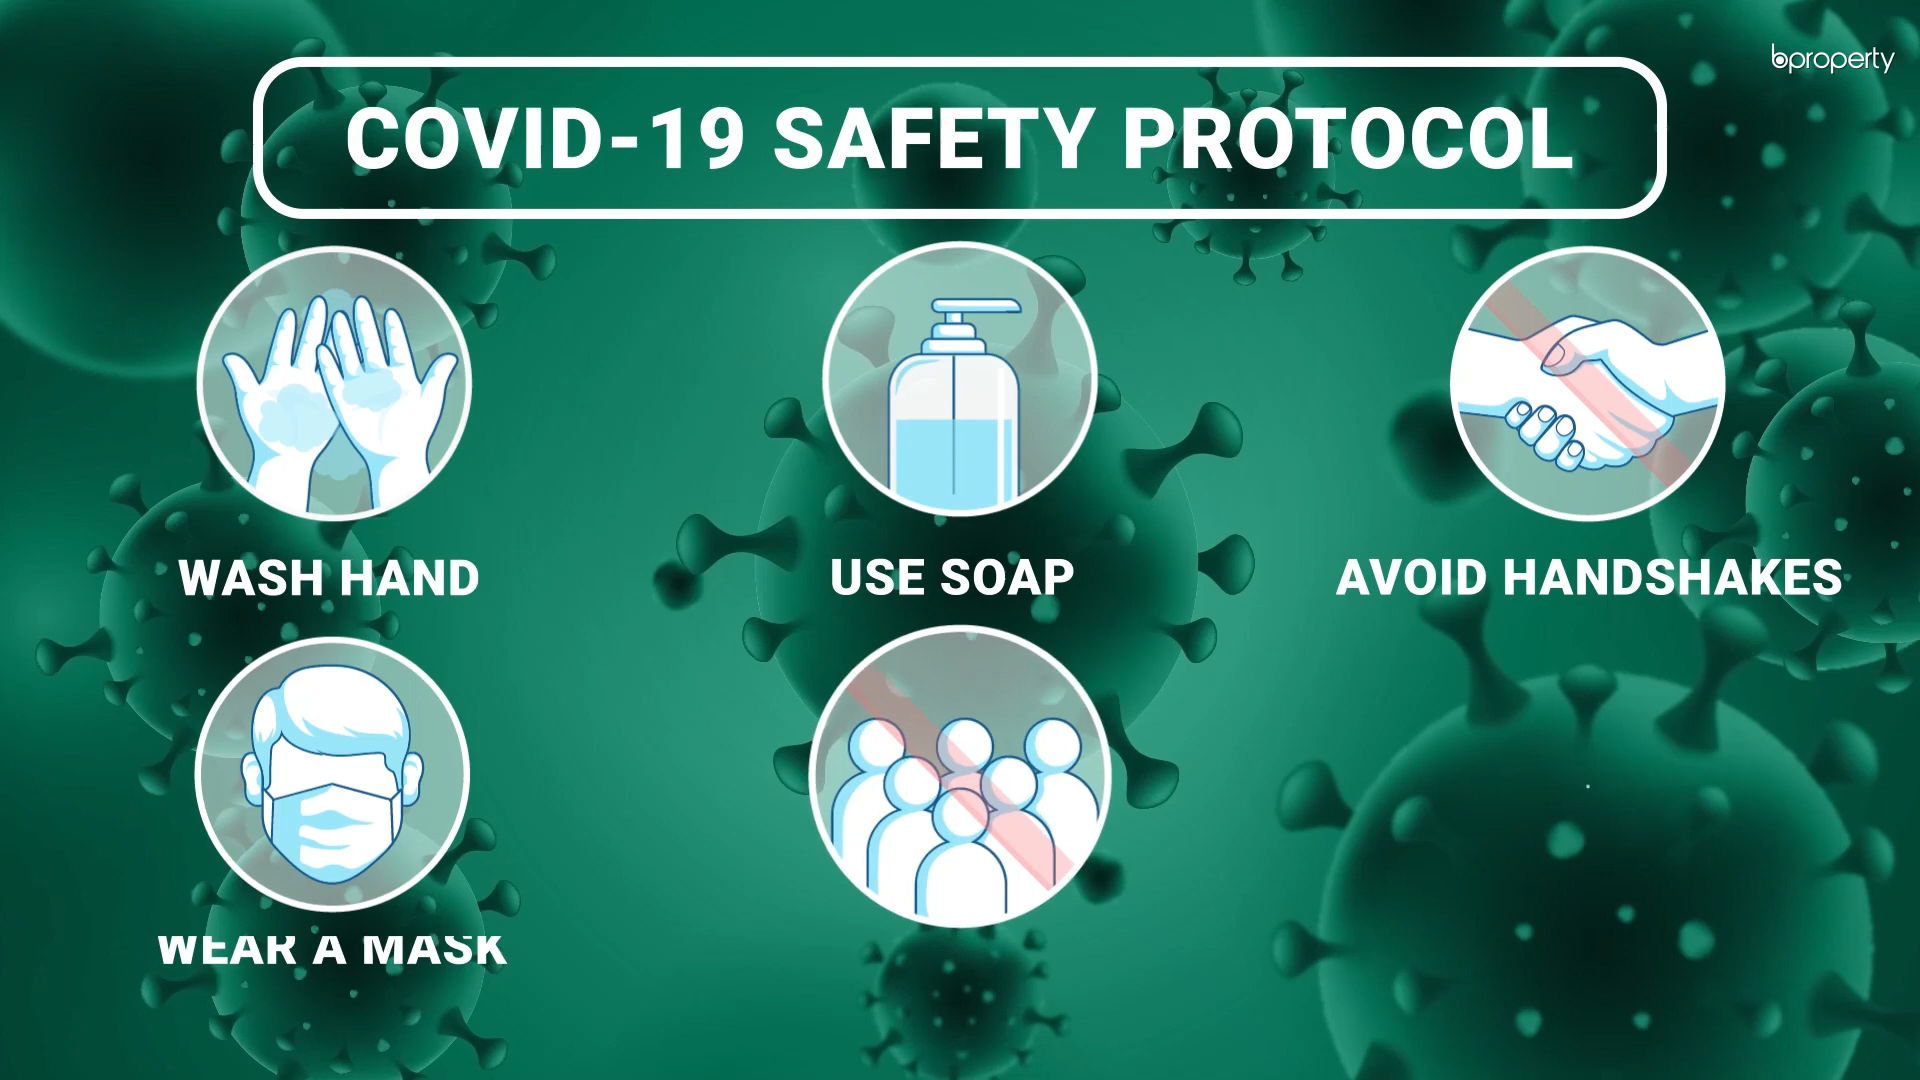 bproperty
COVID-19 SAFETY PROTOCOL
WASH HAND
USE SOAP
AVOID HANDSHAKES
WEAR A MASK